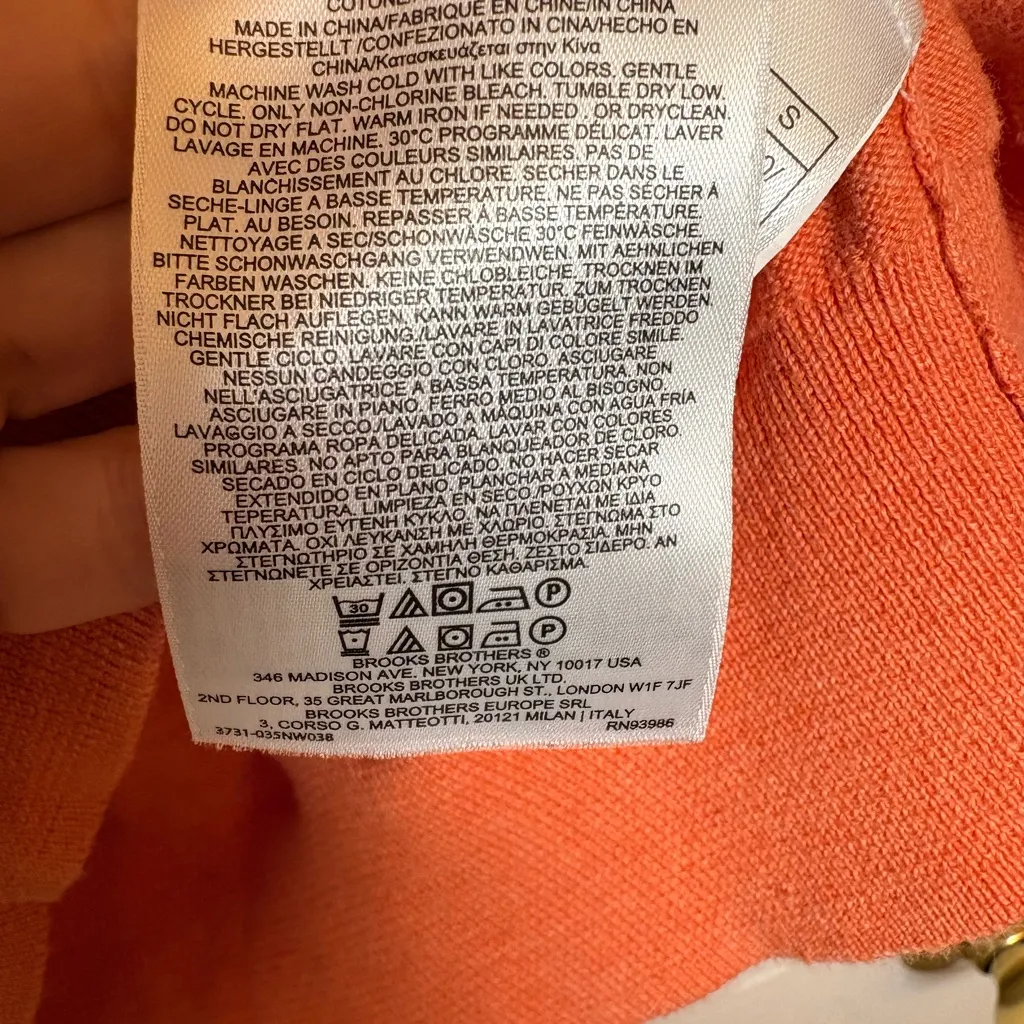 COTONE
MADE IN CHINA/FABRIQUÉ EN CHINE/IN CHINA
HERGESTELLT /CONFEZIONATO IN CINA/HECHO EN
CHINA/Κατασκευάζεται στην Κίνα
MACHINE WASH COLD WITH LIKE COLORS. GENTLE
CYCLE. ONLY NON-CHLORINE BLEACH. TUMBLE DRY LOW.
DO NOT DRY FLAT. WARM IRON IF NEEDED . OR DRYCLEAN.
LAVAGE EN MACHINE. 30°C PROGRAMME DÉLICAT. LAVER
AVEC DES COULEURS SIMILAIRES. PAS DE
BLANCHISSEMENT AU CHLORE. SÉCHER DANS LE
SECHE-LINGE A BASSE TEMPERATURE. NE PAS SÉCHER À
PLAT. AU BESOIN. REPASSER À BASSE TEMPÉRATURE.
NETTOYAGE A SEC/SCHONWÄSCHE 30°C FEINWÄSCHE.
BITTE SCHONWASCHGANG VERWENDWEN. MIT AEHNLICHEN
FARBEN WASCHEN. KEINE CHLOBLEICHE. TROCKNEN IM
TROCKNER BEI NIEDRIGER TEMPERATUR. ZUM TROCKNEN
NICHT FLACH AUFLEGEN. KANN WARM GEBÜGELT WERDEN.
CHEMISCHE REINIGUNG./LAVARE IN LAVATRICE FREDDO
GENTLE CICLO. LAVARE CON CAPI DI COLORE SIMILE.
NESSUN CANDEGGIO CON CLORO. ASCIUGARE
NELL'ASCIUGATRICE A BASSA TEMPERATURA. NON
ASCIUGARE IN PIANO. FERRO MEDIO AL BISOGNO.
LAVAGGIO A SECCO./LAVADO A MÁQUINA CON AGUA FRÍA
PROGRAMA ROPA DELICADA. LAVAR CON COLORES
SIMILARES. NO APTO PARA BLANQUEADOR DE CLORO.
SECADO EN CICLO DELICADO. NO HACER SECAR
EXTENDIDO EN PLANO. PLANCHAR A MEDIANA
TEPERATURA. LIMPIEZA EN SECO./ΡΟΥΧΩΝ ΚΡΥΟ
ΠΛΥΣΙΜΟ ΕΥΓΕΝΗ ΚΥΚΛΟ. ΝΑ ΠΛΕΝΕΤΑΙ ΜΕ ΙΔΙΑ
ΧΡΩΜΑΤΑ. ΟΧΙ ΛΕΥΚΑΝΣΗ ΜΕ ΧΛΩΡΙΟ. ΣΤΕΓΝΩΜΑ ΣΤΟ
ΣΤΕΓΝΩΤΗΡΙΟ ΣΕ ΧΑΜΗΛΗ ΘΕΡΜΟΚΡΑΣΙΑ. ΜΗΝ
ΣΤΕΓΝΩΝΕΤΕ ΣΕ ΟΡΙΖΟΝΤΙΑ ΘΕΣΗ. ΖΕΣΤΟ ΣΙΔΕΡΟ. ΑΝ
ΧΡΕΙΑΣΤΕΙ. ΣΤΕΓΝΟ ΚΑΘΑΡΙΣΜΑ.
30 P
P
BROOKS BROTHERS ®
346 MADISON AVE. NEW YORK, NY 10017 USA
BROOKS BROTHERS UK LTD.
2ND FLOOR, 35 GREAT MARLBOROUGH ST., LONDON W1F 7JF
BROOKS BROTHERS EUROPE SRL
3, CORSO G. MATTEOTTI, 20121 MILAN | ITALY
3731-035NW038 RN93986
S